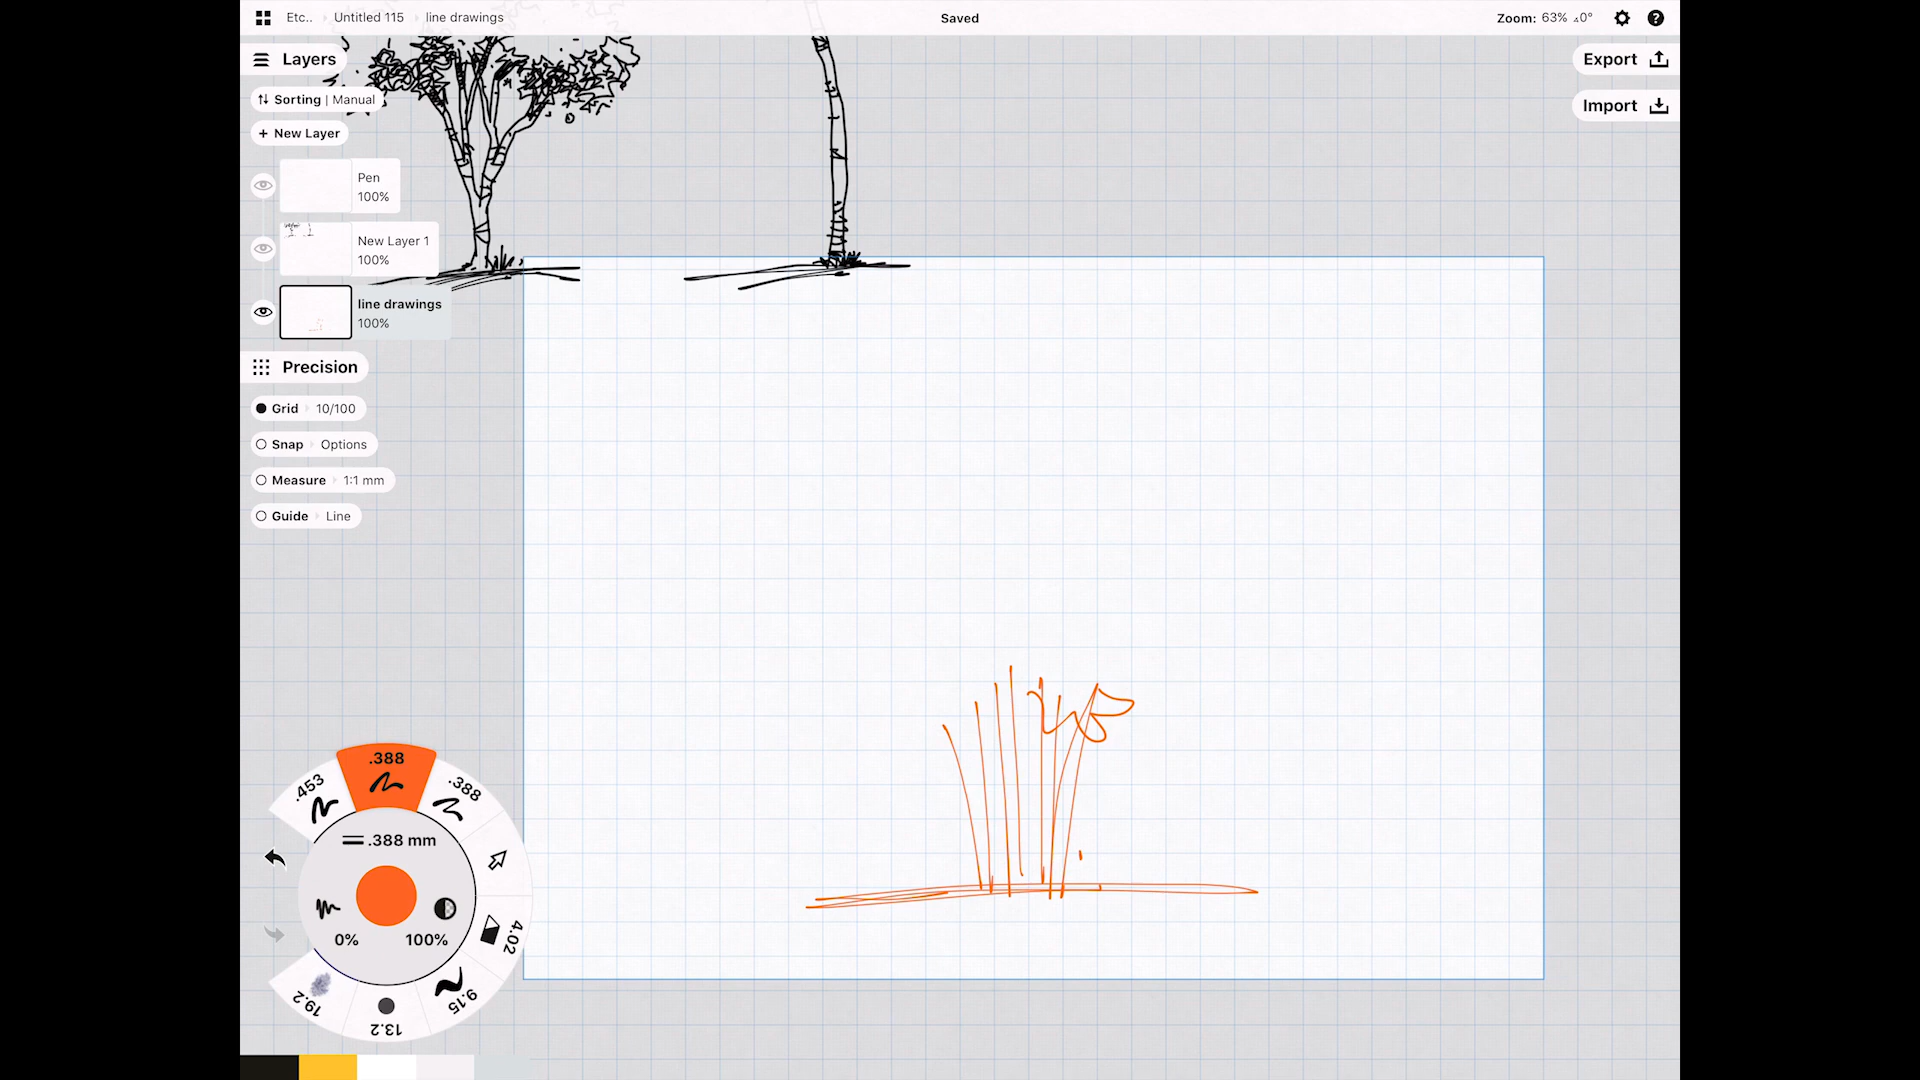 Etc.. Untitled 115 line drawings
Saved
Zoom: 63% ⦟0°
Layers
Export
Sorting | Manual
Import
+ New Layer
Pen
100%
New Layer 1
100%
line drawings
100%
Precision
Grid 10/100
Snap Options
Measure 1:1 mm
Guide Line
.453
.388
.388
.388 mm
0%
100%
4.02
9.15
13.2
19.2